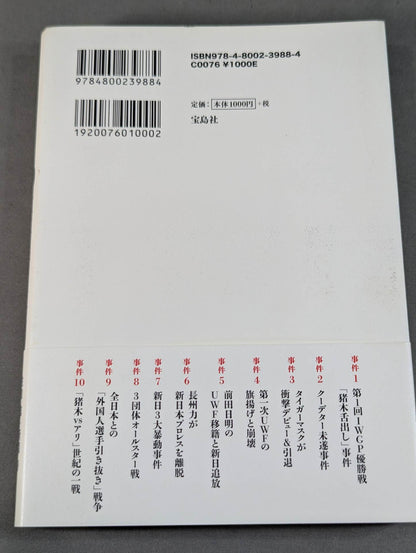 ISBN978-4-8002-3988-4
C0076 ¥1000E
9784800239884
1920076010002
定価： 本体1000円 +税
宝島社
事件1
第1回IWGP優勝戦
「猪木舌出し」事件
事件2
クーデター未遂事件
事件3
タイガーマスクが
衝撃デビュー&引退
事件4
第一次UWFの
旗揚げと崩壊
事件5
前田日明の
UWF移籍と新日追放
事件6
長州力が
新日本プロレスを離脱
事件7
新日3大暴動事件
事件8
3団体オールスター戦
事件9
全日本との
「外国人選手引き抜き」戦争
事件10
「猪木vsアリ」世紀の一戦